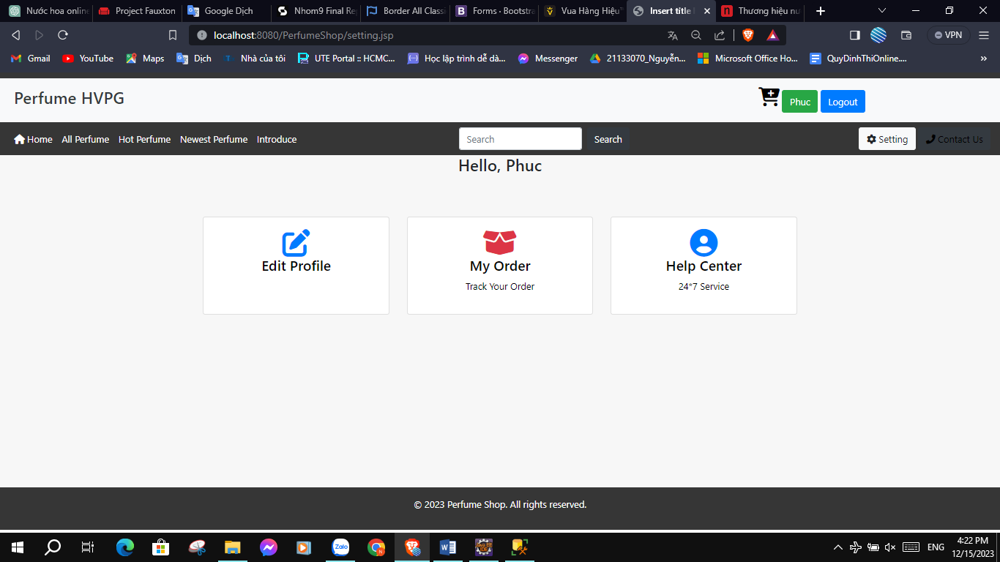 Nước hoa online
Project Fauxton
Google Dịch
Nhom9 Final Re
Border All Classi
Forms · Bootstra
Vua Hàng Hiệu"
Insert title
Thương hiệu nư
localhost:8080/PerfumeShop/setting.jsp
VPN
Gmail
YouTube
Maps
Dịch
Nhà của tôi
UTE Portal :: HCMC...
Học lập trình dễ dà...
Messenger
21133070_Nguyễn...
Microsoft Office Ho...
QuyDinhThiOnline....
»
Perfume HVPG
Phuc
Logout
Home
All Perfume
Hot Perfume
Newest Perfume
Introduce
Search
Search
Setting
Contact Us
Hello, Phuc
Edit Profile
My Order
Track Your Order
Help Center
24*7 Service
© 2023 Perfume Shop. All rights reserved.
Zalo
ENG
4:22 PM
12/15/2023